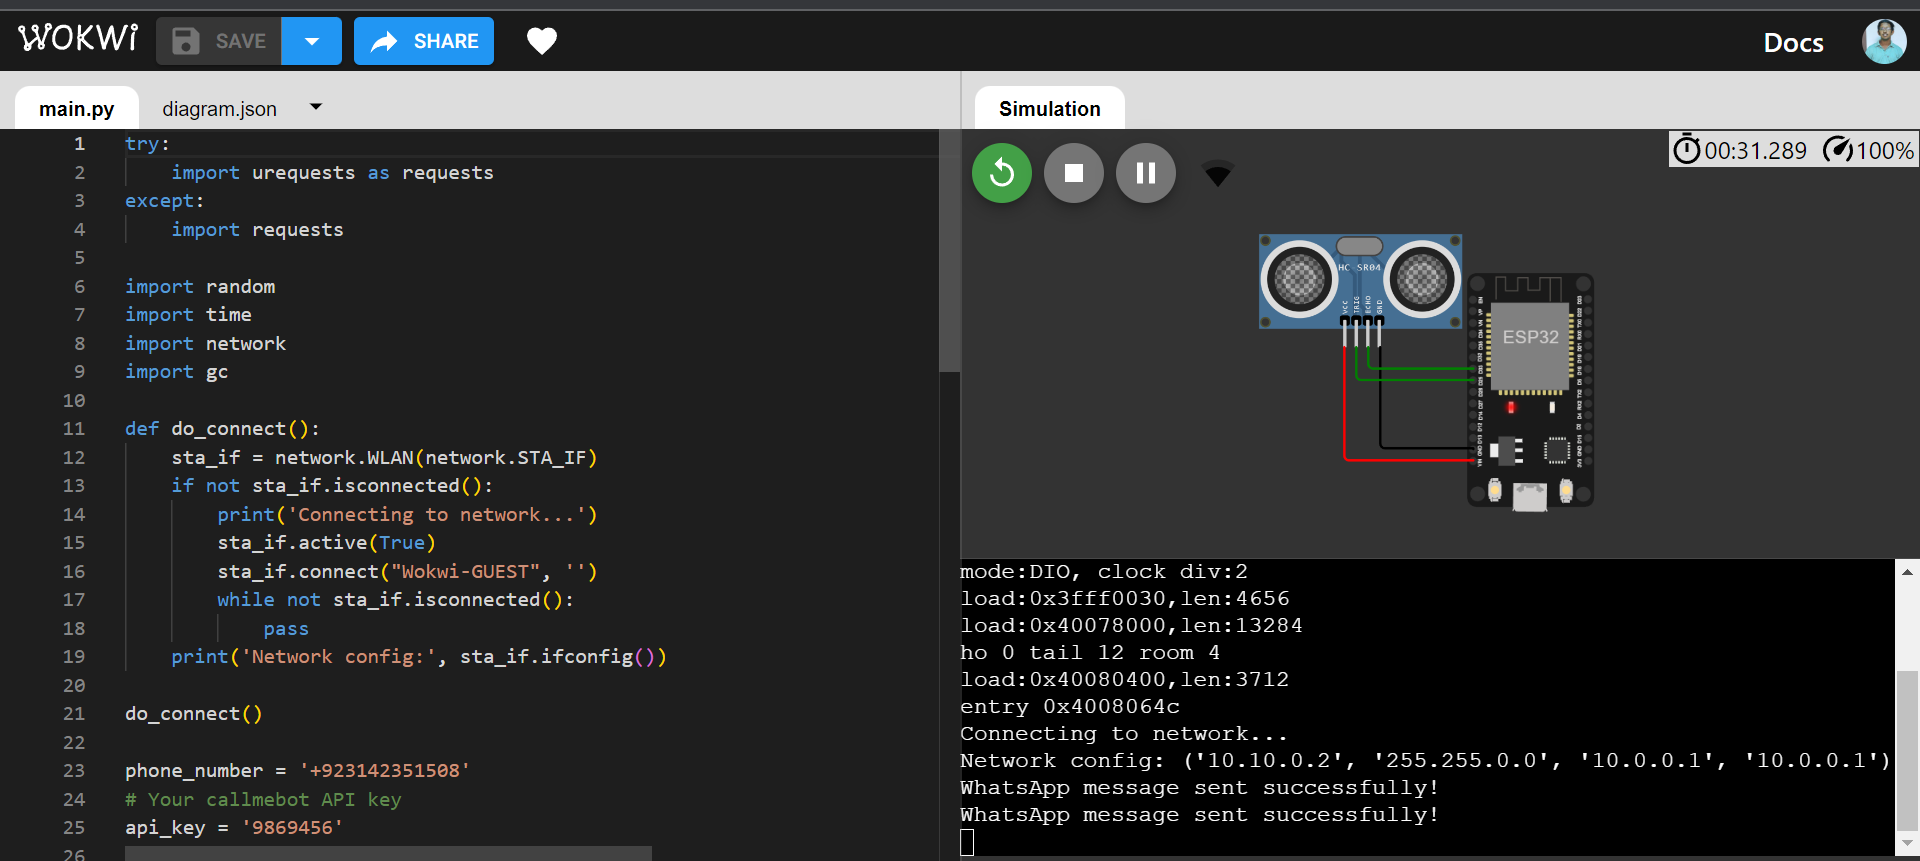 WOKWi
SAVE
SHARE
Docs
main.py
diagram.json
Simulation
1 try:
2 import urequests as requests
3 except:
4 import requests
5
6 import random
7 import time
8 import network
9 import gc
10
11 def do_connect():
12 sta_if = network.WLAN(network.STA_IF)
13 if not sta_if.isconnected():
14 print('Connecting to network...')
15 sta_if.active(True)
16 sta_if.connect("Wokwi-GUEST", '')
17 while not sta_if.isconnected():
18 pass
19 print('Network config:', sta_if.ifconfig())
20
21 do_connect()
22
23 phone_number = '+923142351508'
24 # Your callmebot API key
25 api_key = '9869456'
26
00:31.289 100%
HC SR04
VCC
TRIG
ECHO
GND
ESP32
mode:DIO, clock div:2
load:0x3fff0030,len:4656
load:0x40078000,len:13284
ho 0 tail 12 room 4
load:0x40080400,len:3712
entry 0x4008064c
Connecting to network...
Network config: ('10.10.0.2', '255.255.0.0', '10.0.0.1', '10.0.0.1')
WhatsApp message sent successfully!
WhatsApp message sent successfully!